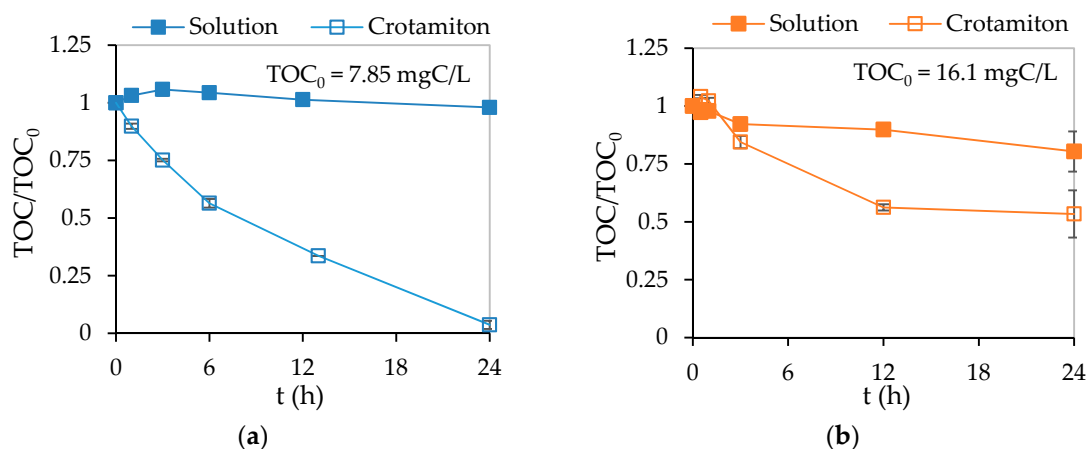 Solution Crotamiton
1.25
TOC₀ = 7.85 mgC/L
1
0.75
0.5
0.25
0
TOC/TOC₀
0 6 12 18 24
t (h)
(a)
Solution Crotamiton
1.25
TOC₀ = 16.1 mgC/L
1
0.75
0.5
0.25
0
TOC/TOC₀
0 6 12 18 24
t (h)
(b)